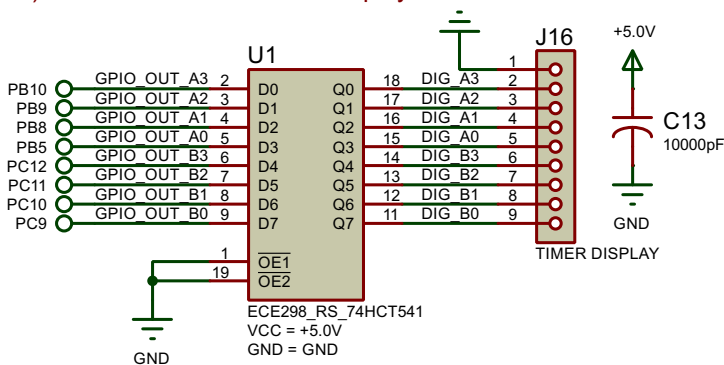 U1
J16
+5.0V
C13
10000pF
GND
PB10 GPIO_OUT_A3 2 D0 Q0 18 DIG_A3 2
PB9 GPIO_OUT_A2 3 D1 Q1 17 DIG_A2 3
PB8 GPIO_OUT_A1 4 D2 Q2 16 DIG_A1 4
PB5 GPIO_OUT_A0 5 D3 Q3 15 DIG_A0 5
PC12 GPIO_OUT_B3 6 D4 Q4 14 DIG_B3 6
PC11 GPIO_OUT_B2 7 D5 Q5 13 DIG_B2 7
PC10 GPIO_OUT_B1 8 D6 Q6 12 DIG_B1 8
PC9 GPIO_OUT_B0 9 D7 Q7 11 DIG_B0 9
1
1 OE1
19 OE2
TIMER DISPLAY
ECE298_RS_74HCT541
VCC = +5.0V
GND = GND
GND